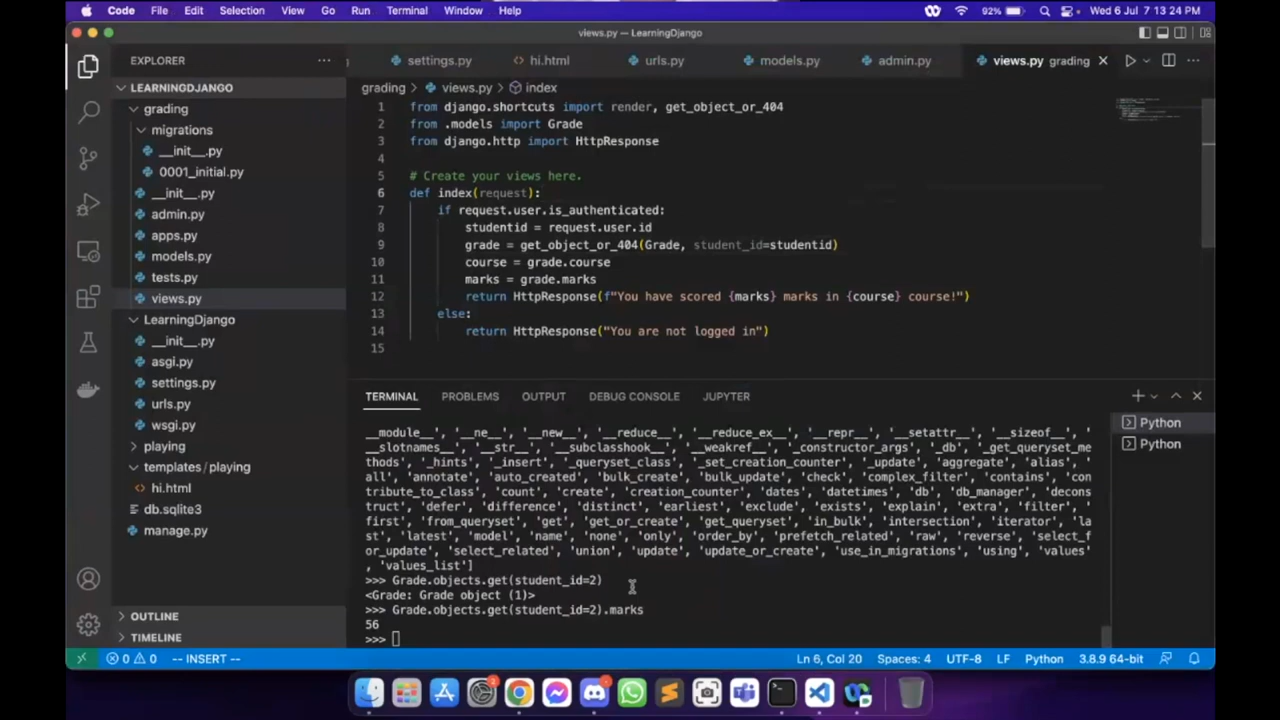 Code File Edit Selection View Go Run Terminal Window Help 92% Wed 6 Jul 7 13 24 PM
views.py — LearningDjango
EXPLORER
settings.py hi.html urls.py models.py admin.py views.py grading
LEARNINGDJANGO
grading
migrations
__init__.py
0001_initial.py
__init__.py
admin.py
apps.py
models.py
tests.py
views.py
LearningDjango
__init__.py
asgi.py
settings.py
urls.py
wsgi.py
playing
templates / playing
hi.html
db.sqlite3
manage.py
OUTLINE
TIMELINE
grading > views.py > index
1 from django.shortcuts import render, get_object_or_404
2 from .models import Grade
3 from django.http import HttpResponse
4
5 # Create your views here.
6 def index(request):
7 if request.user.is_authenticated:
8 studentid = request.user.id
9 grade = get_object_or_404(Grade, student_id=studentid)
10 course = grade.course
11 marks = grade.marks
12 return HttpResponse(f"You have scored {marks} marks in {course} course!")
13 else:
14 return HttpResponse("You are not logged in")
15
TERMINAL PROBLEMS OUTPUT DEBUG CONSOLE JUPYTER
Python
Python
__module__', '__ne__', '__new__', '__reduce__', '__reduce_ex__', '__repr__', '__setattr__', '__sizeof__', '
__slotnames__', '__str__', '__subclasshook__', '__weakref__', '_constructor_args', '_db', '_get_queryset_me
thods', '_hints', '_insert', '_queryset_class', '_set_creation_counter', '_update', 'aggregate', 'alias', '
all', 'annotate', 'auto_created', 'bulk_create', 'bulk_update', 'check', 'complex_filter', 'contains', 'con
tribute_to_class', 'count', 'create', 'creation_counter', 'dates', 'datetimes', 'db', 'db_manager', 'decons
truct', 'defer', 'difference', 'distinct', 'earliest', 'exclude', 'exists', 'explain', 'extra', 'filter', '
first', 'from_queryset', 'get', 'get_or_create', 'get_queryset', 'in_bulk', 'intersection', 'iterator', 'la
st', 'latest', 'model', 'name', 'none', 'only', 'order_by', 'prefetch_related', 'raw', 'reverse', 'select_f
or_update', 'select_related', 'union', 'update', 'update_or_create', 'use_in_migrations', 'using', 'values'
, 'values_list']
>>> Grade.objects.get(student_id=2)
<Grade: Grade object (1)>
>>> Grade.objects.get(student_id=2).marks
56
>>>
0 0 -- INSERT -- Ln 6, Col 20 Spaces: 4 UTF-8 LF Python 3.8.9 64-bit
2